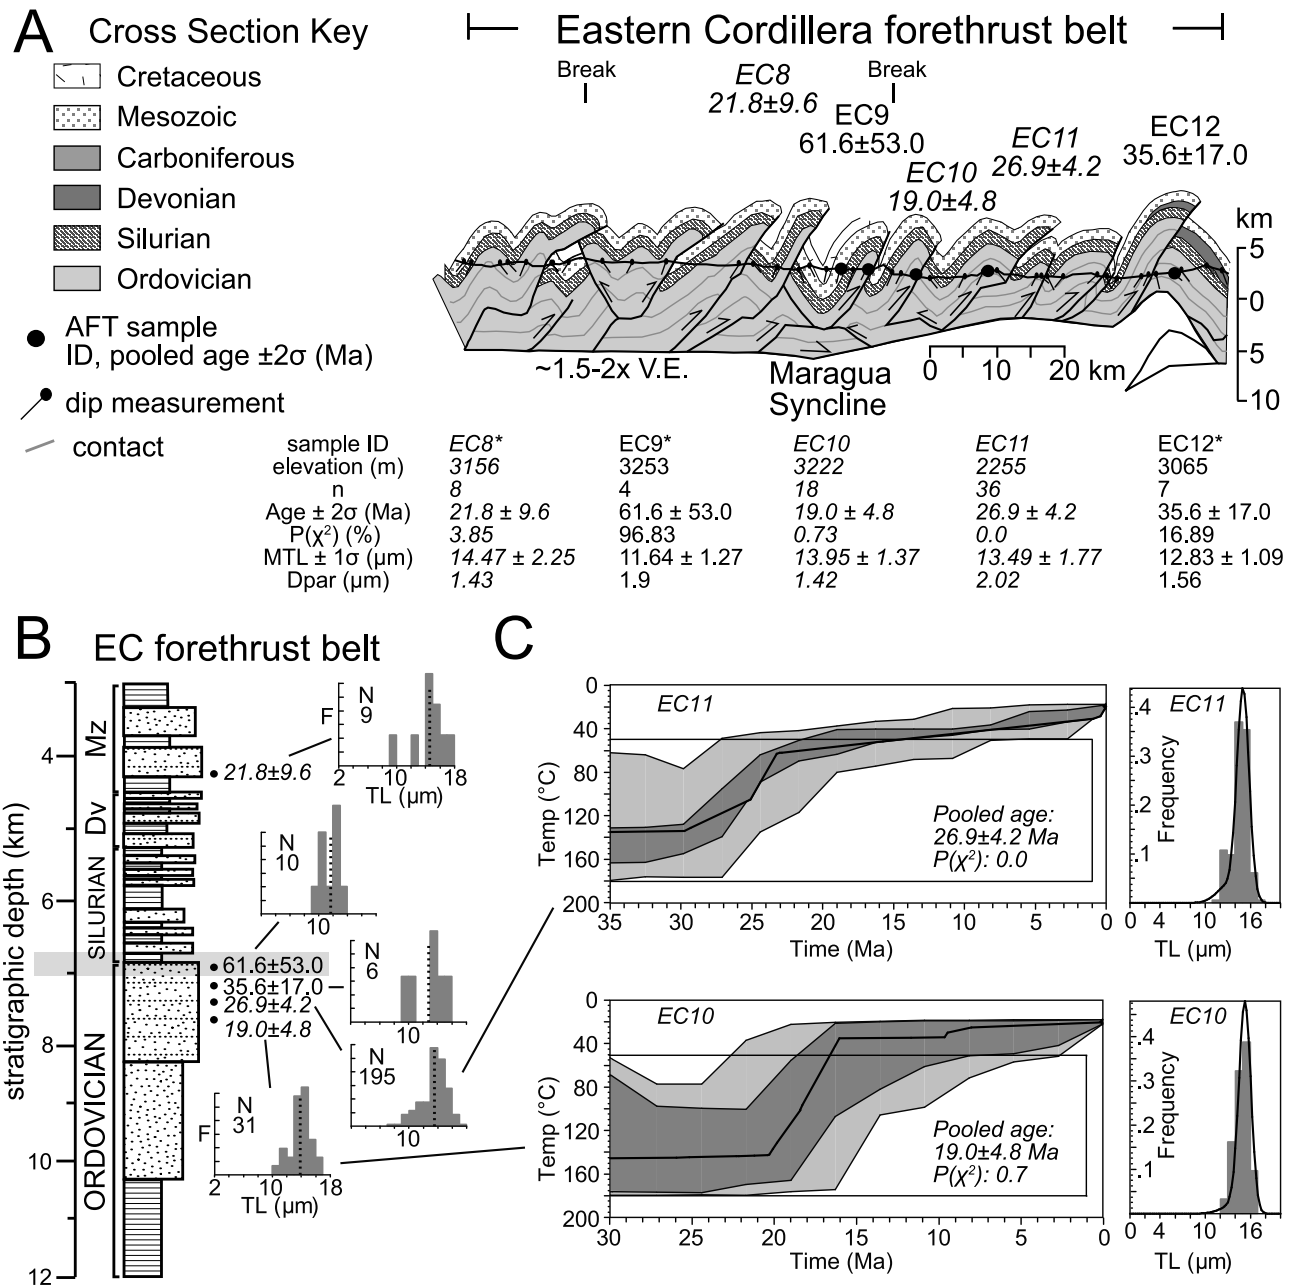 A
Cross Section Key
Cretaceous
Mesozoic
Carboniferous
Devonian
Silurian
Ordovician
AFT sample
ID, pooled age ±2σ (Ma)
dip measurement
contact
Eastern Cordillera forethrust belt
Break
Break
EC8
21.8±9.6
EC9
61.6±53.0
EC10
19.0±4.8
EC11
26.9±4.2
EC12
35.6±17.0
km
5
0
5
10
~1.5-2x V.E.
Maragua
Syncline
0 10 20 km
sample ID EC8* EC9* EC10 EC11 EC12*
elevation (m) 3156 3253 3222 2255 3065
n 8 4 18 36 7
Age ± 2σ (Ma) 21.8 ± 9.6 61.6 ± 53.0 19.0 ± 4.8 26.9 ± 4.2 35.6 ± 17.0
P(χ²) (%) 3.85 96.83 0.73 0.0 16.89
MTL ± 1σ (μm) 14.47 ± 2.25 11.64 ± 1.27 13.95 ± 1.37 13.49 ± 1.77 12.83 ± 1.09
Dpar (μm) 1.43 1.9 1.42 2.02 1.56
B
EC forethrust belt
stratigraphic depth (km)
4
6
8
10
12
Mz
Dv
SILURIAN
ORDOVICIAN
21.8±9.6
61.6±53.0
35.6±17.0
26.9±4.2
19.0±4.8
F
N
9
2 10 18
TL (μm)
N
10
10
N
6
10
N
195
10
F
N
31
2 10 18
TL (μm)
C
EC11
Temp (°C)
0
40
80
120
160
200
Pooled age:
26.9±4.2 Ma
P(χ²): 0.0
35 30 25 20 15 10 5 0
Time (Ma)
EC11
Frequency
.4
.3
.2
.1
0 4 10 16
TL (μm)
EC10
Temp (°C)
0
40
80
120
160
200
Pooled age:
19.0±4.8 Ma
P(χ²): 0.7
30 25 20 15 10 5 0
Time (Ma)
EC10
Frequency
.4
.3
.2
.1
0 4 10 16
TL (μm)